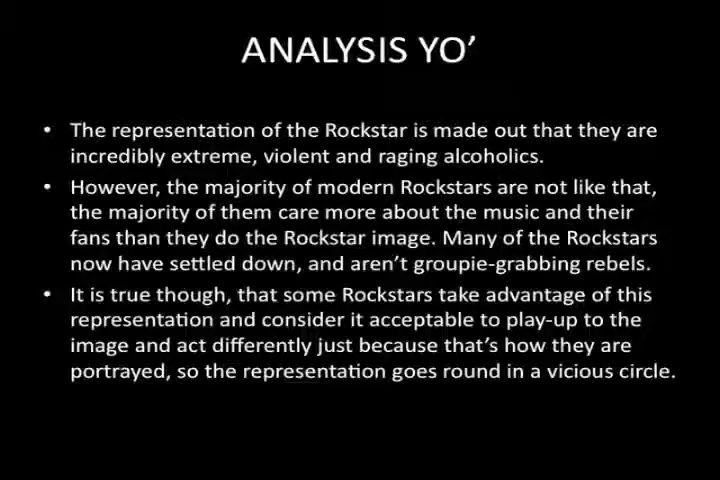 ANALYSIS YO’
• The representation of the Rockstar is made out that they are
incredibly extreme, violent and raging alcoholics.
• However, the majority of modern Rockstars are not like that,
the majority of them care more about the music and their
fans than they do the Rockstar image. Many of the Rockstars
now have settled down, and aren’t groupie-grabbing rebels.
• It is true though, that some Rockstars take advantage of this
representation and consider it acceptable to play-up to the
image and act differently just because that’s how they are
portrayed, so the representation goes round in a vicious circle.